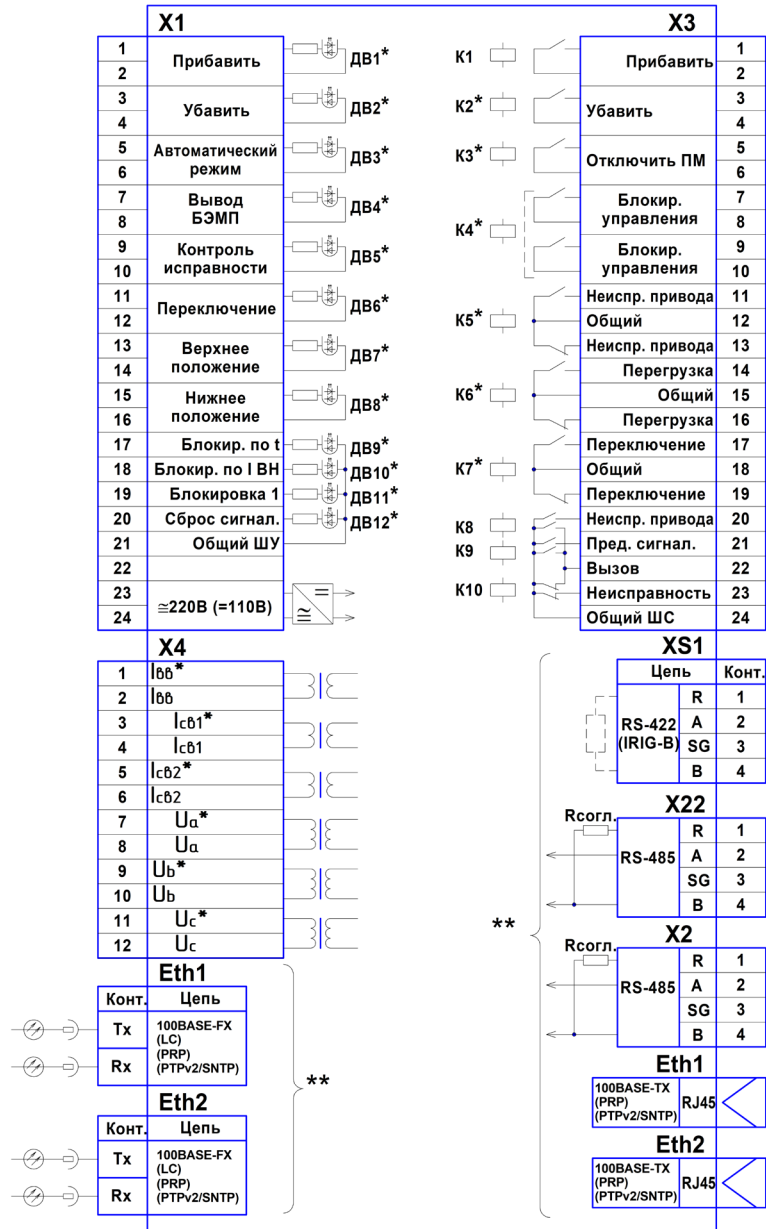 X1
1
Прибавить
2
ДВ1*
3
Убавить
4
ДВ2*
5
Автоматический
режим
6
ДВ3*
7
Вывод
БЭМП
8
ДВ4*
9
Контроль
исправности
10
ДВ5*
11
Переключение
12
ДВ6*
13
Верхнее
положение
14
ДВ7*
15
Нижнее
положение
16
ДВ8*
17 Блокир. по t ДВ9*
18 Блокир. по I ВН ДВ10*
19 Блокировка 1 ДВ11*
20 Сброс сигнал. ДВ12*
21 Общий ШУ
22
23
≅220В (=110В)
24
=
≅
X4
1 Iвв*
2 Iвв
3 Iсв1*
4 Iсв1
5 Iсв2*
6 Iсв2
7 Ua*
8 Ua
9 Ub*
10 Ub
11 Uc*
12 Uc
Eth1
Конт. Цепь
Tx
Rx
100BASE-FX
(LC)
(PRP)
(PTPv2/SNTP)
**
Eth2
Конт. Цепь
Tx
Rx
100BASE-FX
(LC)
(PRP)
(PTPv2/SNTP)
X3
К1
Прибавить
1
2
К2*
Убавить
3
4
К3*
Отключить ПМ
5
6
К4*
Блокир.
управления
7
8
Блокир.
управления
9
10
К5*
Неиспр. привода 11
Общий 12
Неиспр. привода 13
К6*
Перегрузка 14
Общий 15
Перегрузка 16
К7*
Переключение 17
Общий 18
Переключение 19
К8
К9
К10
Неиспр. привода 20
Пред. сигнал. 21
Вызов 22
Неисправность 23
Общий ШС 24
XS1
Цепь Конт.
RS-422
(IRIG-B)
R 1
A 2
SG 3
B 4
**
X22
Rсогл.
RS-485
R 1
A 2
SG 3
B 4
X2
Rсогл.
RS-485
R 1
A 2
SG 3
B 4
Eth1
100BASE-TX
(PRP)
(PTPv2/SNTP)
RJ45
Eth2
100BASE-TX
(PRP)
(PTPv2/SNTP)
RJ45